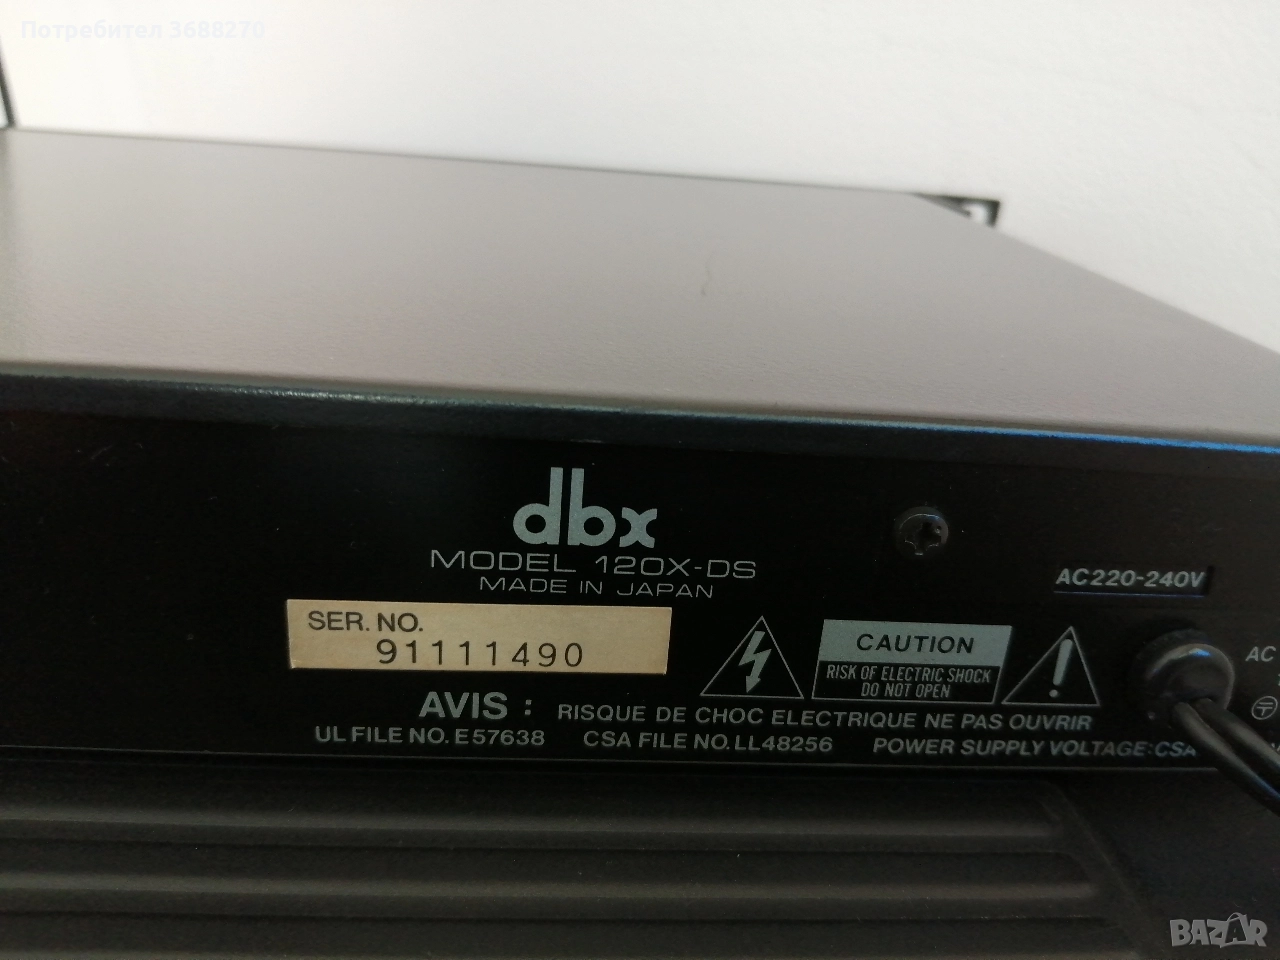 Потребител 3688270
dbx
MODEL 120X-DS
MADE IN JAPAN
AC220-240V
SER. NO.
91111490
CAUTION
RISK OF ELECTRIC SHOCK
DO NOT OPEN
AC
AVIS : RISQUE DE CHOC ELECTRIQUE NE PAS OUVRIR
UL FILE NO. E57638 CSA FILE NO. LL48256 POWER SUPPLY VOLTAGE: CSA
BAZAR